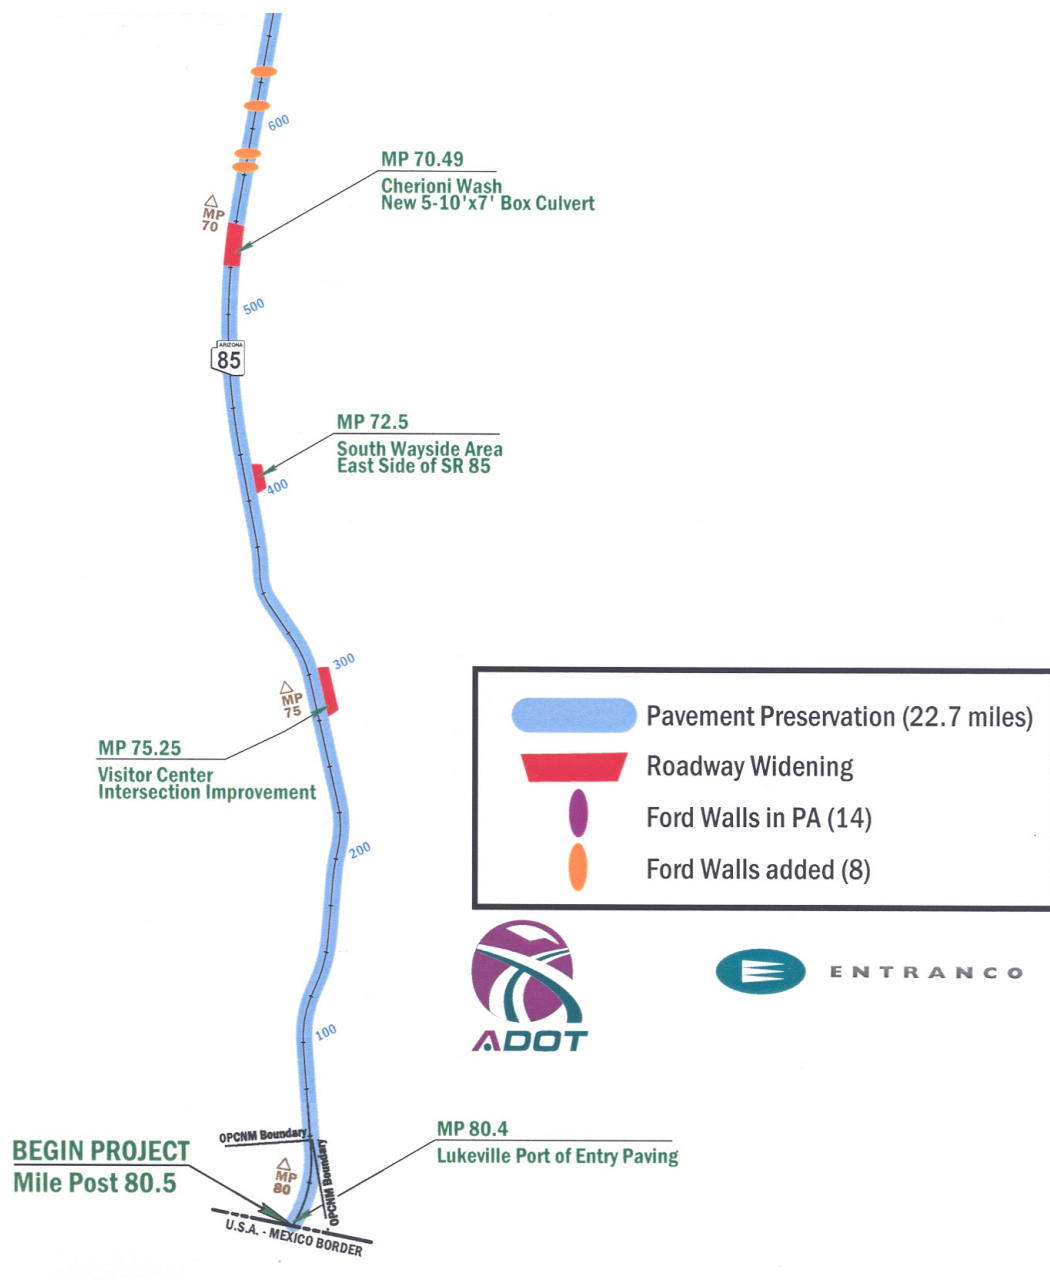 600
MP 70.49
Cherioni Wash
New 5-10'x7' Box Culvert
MP
70
500
ARIZONA
85
MP 72.5
South Wayside Area
East Side of SR 85
400
300
MP
75
MP 75.25
Visitor Center
Intersection Improvement
Pavement Preservation (22.7 miles)
Roadway Widening
Ford Walls in PA (14)
Ford Walls added (8)
200
ENTRANCO
ADOT
100
MP 80.4
Lukeville Port of Entry Paving
OPCNM Boundary
OPCNM Boundary
BEGIN PROJECT
Mile Post 80.5
MP
80
U.S.A. - MEXICO BORDER